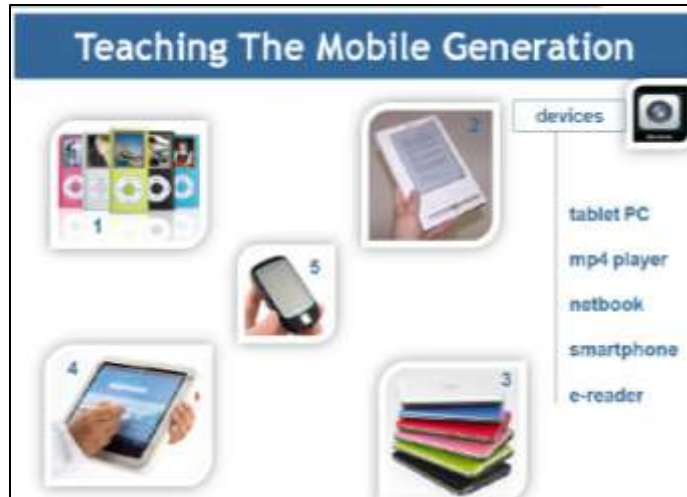 Teaching The Mobile Generation
devices
1
2
5
4
3
tablet PC
mp4 player
netbook
smartphone
e-reader